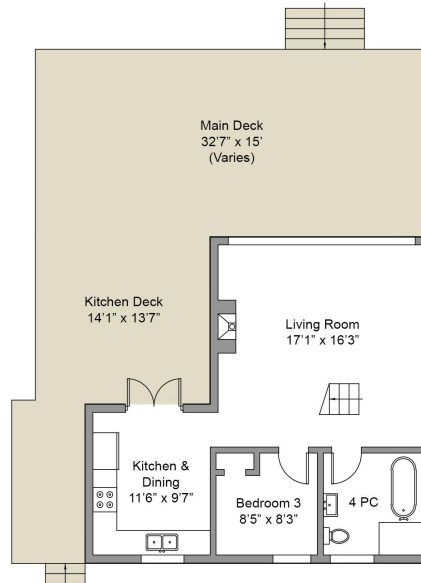 Main Deck
32'7" x 15'
(Varies)
Kitchen Deck
14'1" x 13'7"
Living Room
17'1" x 16'3"
Kitchen &
Dining
11'6" x 9'7"
Bedroom 3
8'5" x 8'3"
4 PC